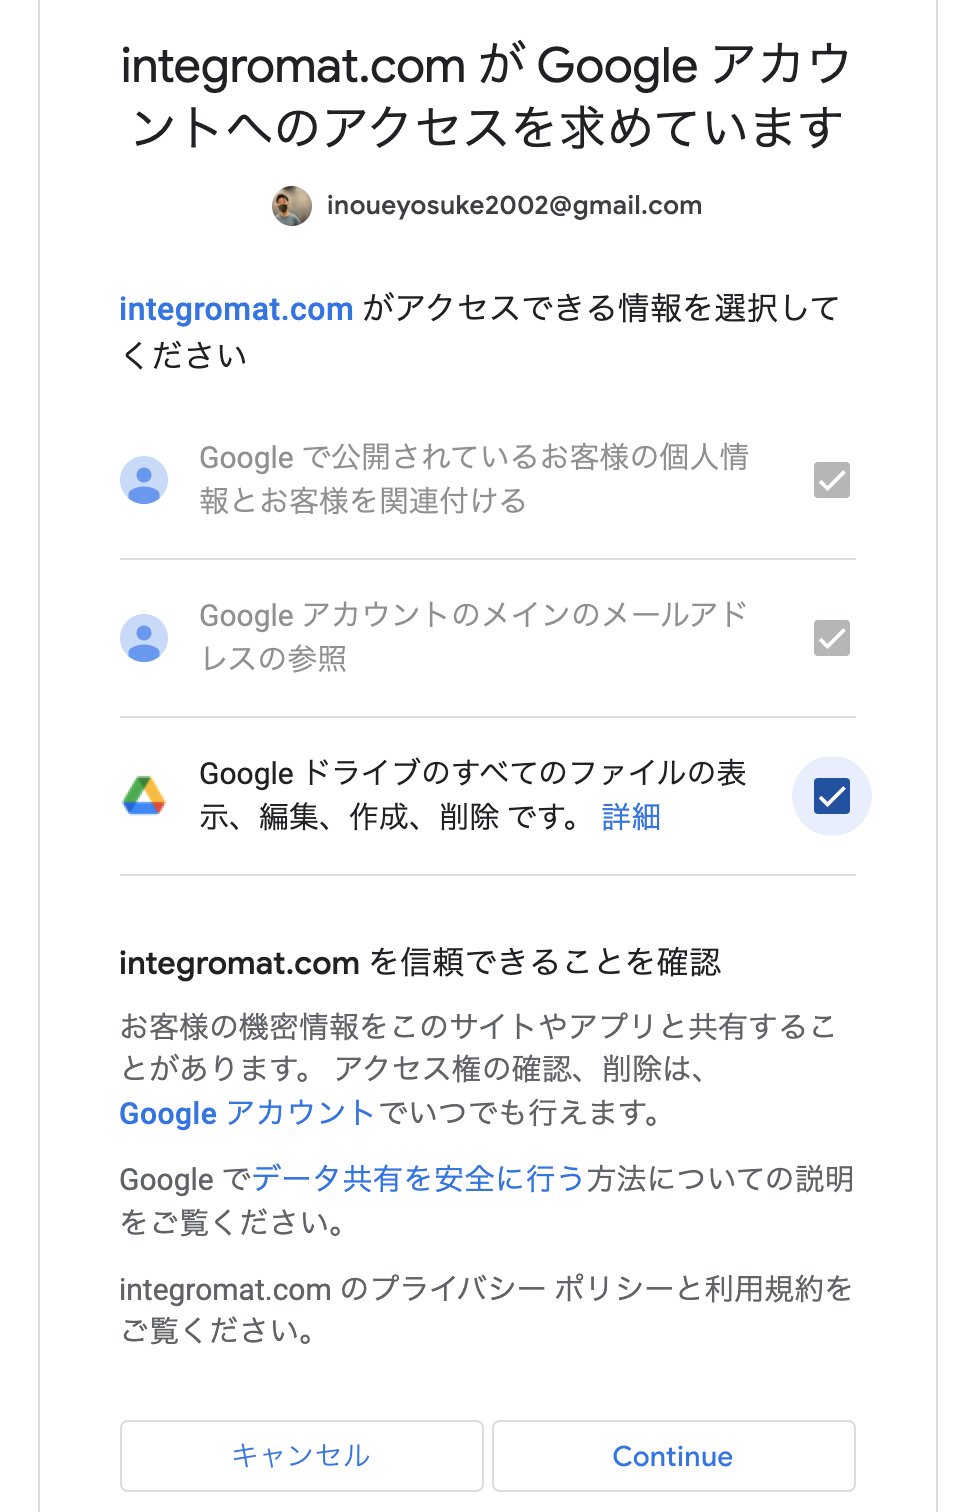 integromat.com が Google アカウ
ントへのアクセスを求めています
inoueyosuke2002@gmail.com
integromat.com がアクセスできる情報を選択して
ください
Google で公開されているお客様の個人情
報とお客様を関連付ける
Google アカウントのメインのメールアド
レスの参照
Google ドライブのすべてのファイルの表
示、編集、作成、削除 です。 詳細
integromat.com を信頼できることを確認
お客様の機密情報をこのサイトやアプリと共有するこ
とがあります。 アクセス権の確認、削除は、
Google アカウントでいつでも行えます。
Google でデータ共有を安全に行う方法についての説明
をご覧ください。
integromat.com のプライバシー ポリシーと利用規約を
ご覧ください。
キャンセル
Continue